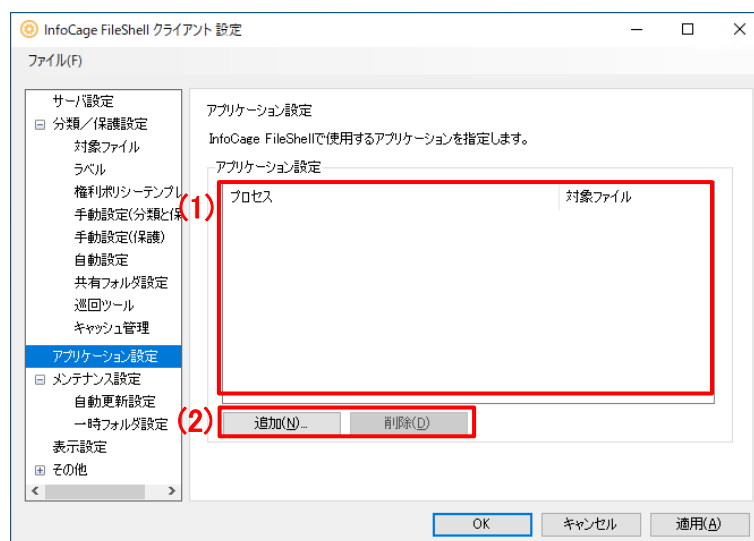 InfoCage FileShell クライアント 設定
ファイル(F)
サーバ設定
分類／保護設定
対象ファイル
ラベル
権利ポリシーテンプレ
手動設定(分類と保
手動設定(保護)
自動設定
共有フォルダ設定
巡回ツール
キャッシュ管理
アプリケーション設定
メンテナンス設定
自動更新設定
一時フォルダ設定
表示設定
その他
アプリケーション設定
InfoCage FileShellで使用するアプリケーションを指定します。
アプリケーション設定
(1)
プロセス 対象ファイル
(2)
追加(N)... 削除(D)
OK キャンセル 適用(A)